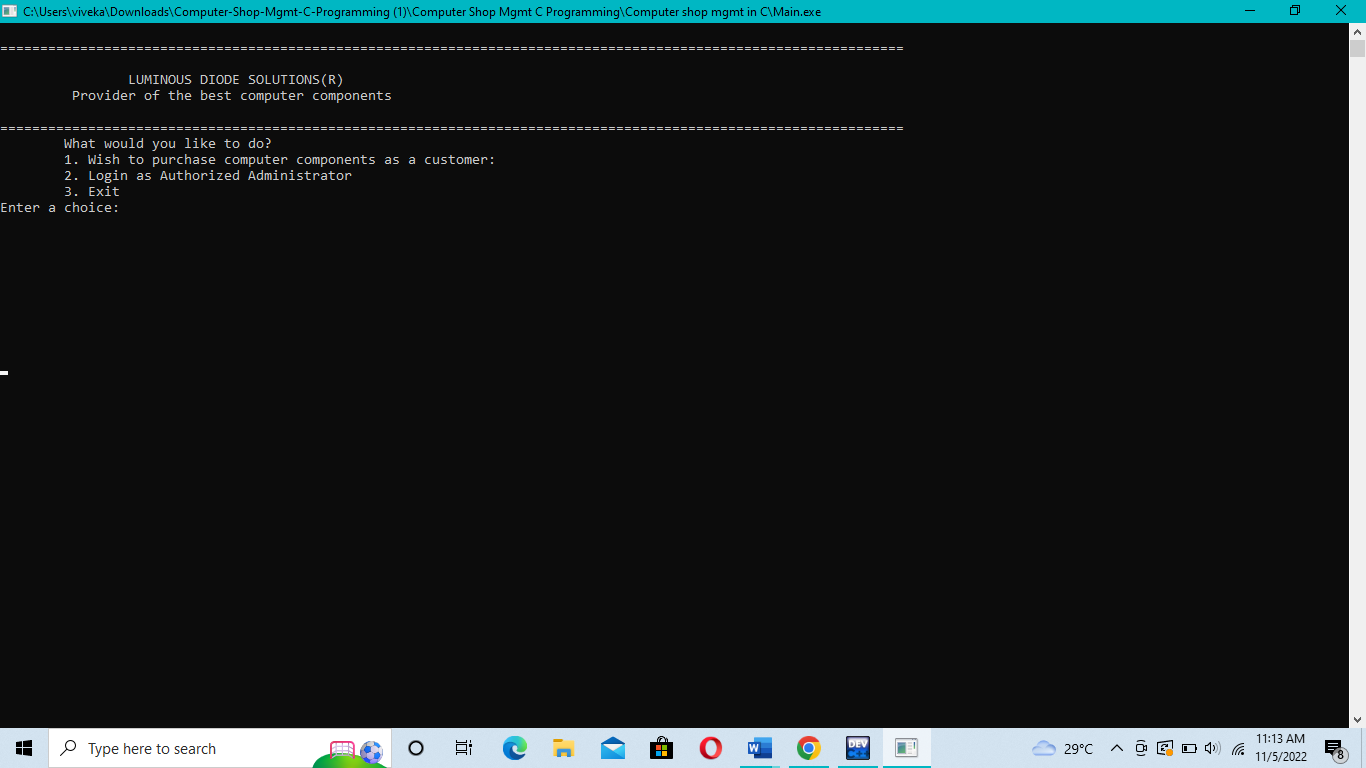 C:\Users\viveka\Downloads\Computer-Shop-Mgmt-C-Programming (1)\Computer Shop Mgmt C Programming\Computer shop mgmt in C\Main.exe
=================================================================================================================
LUMINOUS DIODE SOLUTIONS(R)
Provider of the best computer components
=================================================================================================================
What would you like to do?
1. Wish to purchase computer components as a customer:
2. Login as Authorized Administrator
3. Exit
Enter a choice:
Type here to search
W
DEV
29°C
11:13 AM
11/5/2022
8